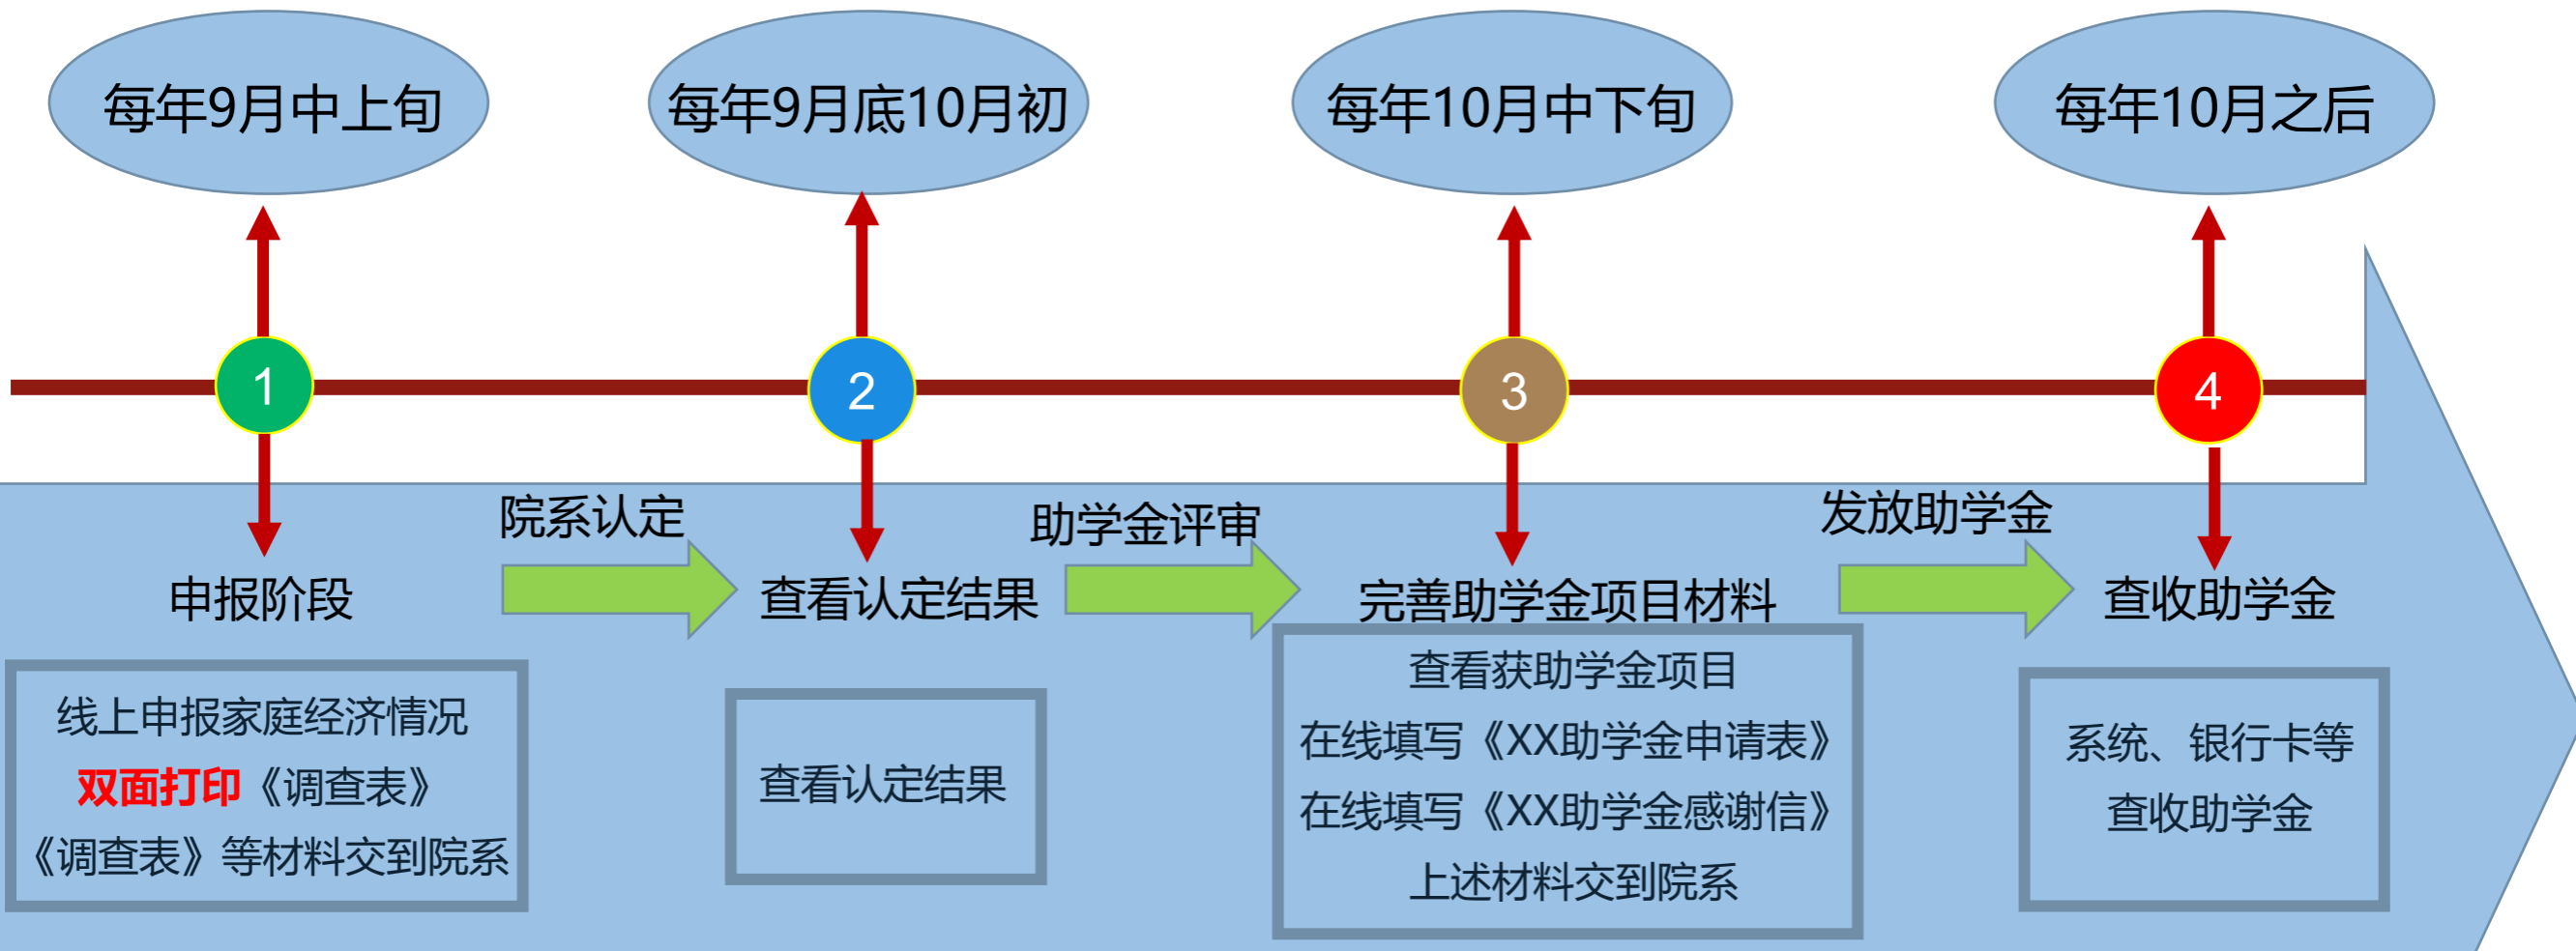 每年9月中上旬
每年9月底10月初
每年10月中下旬
每年10月之后
1
2
3
4
院系认定
助学金评审
发放助学金
申报阶段
查看认定结果
完善助学金项目材料
查收助学金
线上申报家庭经济情况
双面打印《调查表》
《调查表》等材料交到院系
查看认定结果
查看获助学金项目
在线填写《XX助学金申请表》
在线填写《XX助学金感谢信》
上述材料交到院系
系统、银行卡等
查收助学金